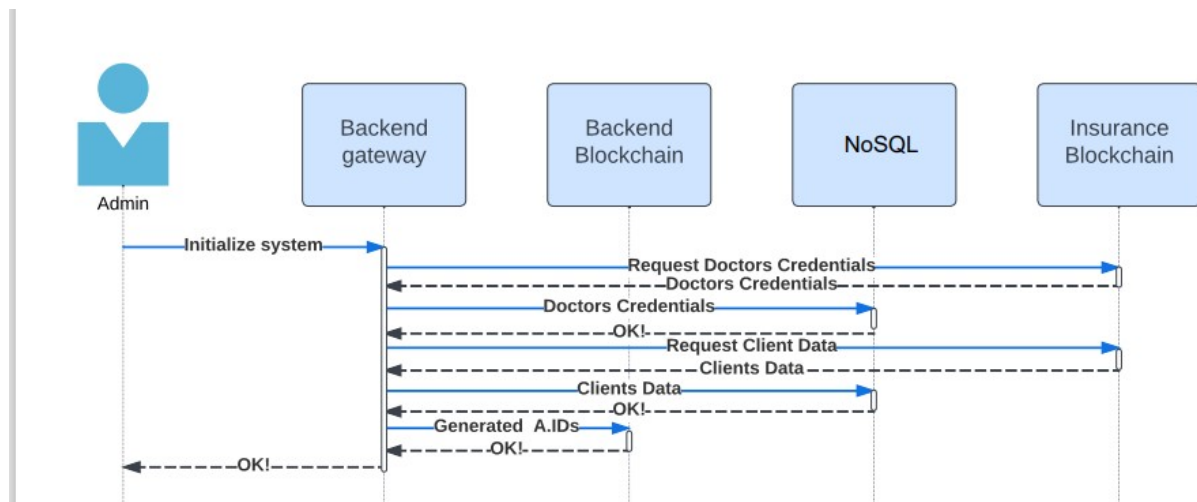 Backend
gateway
Backend
Blockchain
NoSQL
Insurance
Blockchain
Admin
Initialize system
Request Doctors Credentials
Doctors Credentials
Doctors Credentials
OK!
Request Client Data
Clients Data
Clients Data
OK!
Generated A.IDs
OK!
OK!